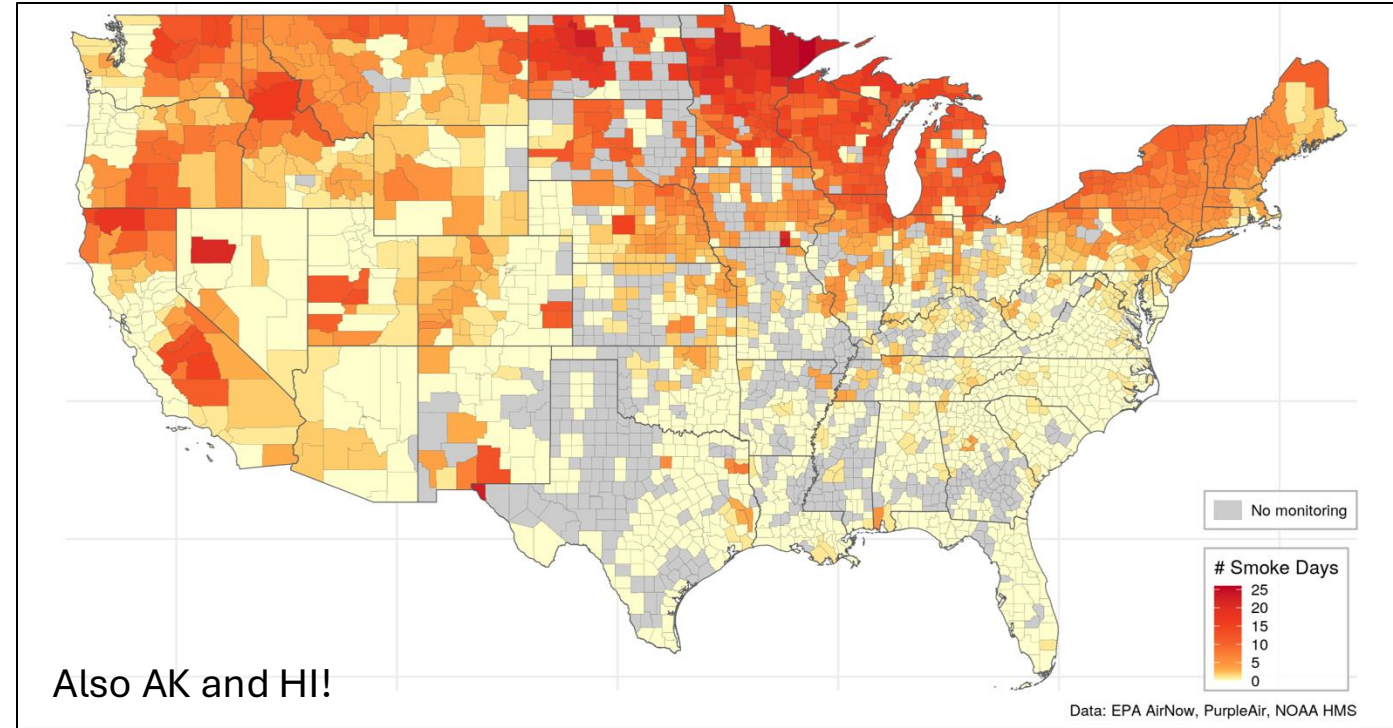 No monitoring
# Smoke Days
25
20
15
10
5
0
Also AK and HI!
Data: EPA AirNow, PurpleAir, NOAA HMS